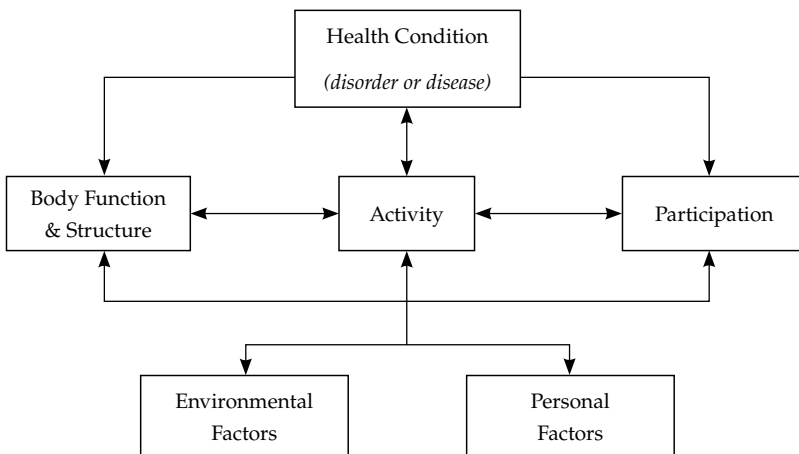 Health Condition
(disorder or disease)
Body Function
& Structure
Activity
Participation
Environmental
Factors
Personal
Factors